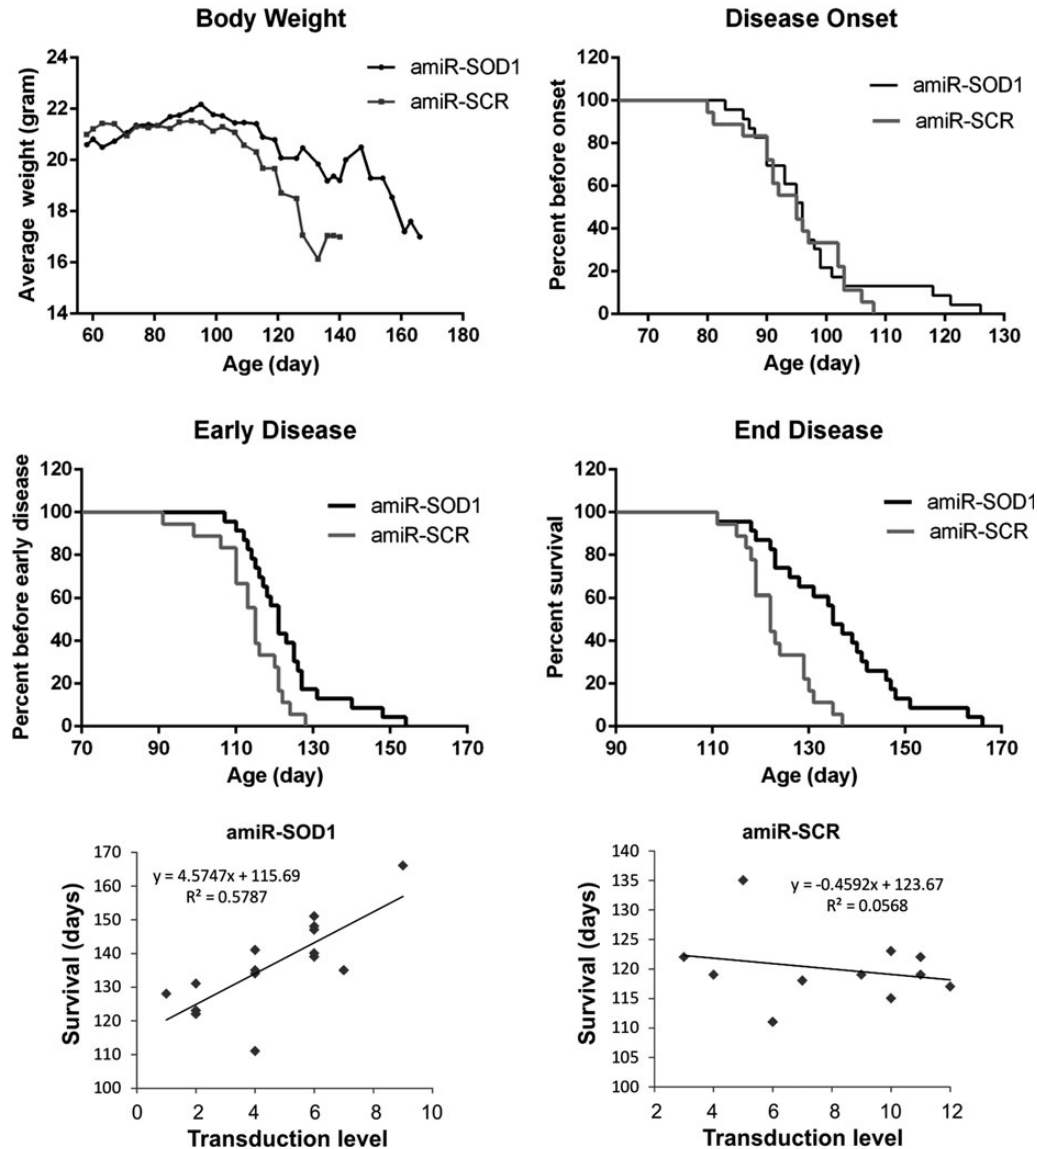 Body Weight
Average weight (gram)
24
22
20
18
16
14
60
80
100
120
140
160
180
Age (day)
amiR-SOD1
amiR-SCR
Disease Onset
Percent before onset
120
100
80
60
40
20
0
70
80
90
100
110
120
130
Age (day)
amiR-SOD1
amiR-SCR
Early Disease
Percent before early disease
120
100
80
60
40
20
0
70
90
110
130
150
170
Age (day)
amiR-SOD1
amiR-SCR
End Disease
Percent survival
120
100
80
60
40
20
0
90
110
130
150
170
Age (day)
amiR-SOD1
amiR-SCR
amiR-SOD1
Survival (days)
170
160
150
140
130
120
110
100
0
2
4
6
8
10
Transduction level
y = 4.5747x + 115.69
R² = 0.5787
amiR-SCR
Survival (days)
140
135
130
125
120
115
110
105
100
2
4
6
8
10
12
Transduction level
y = -0.4592x + 123.67
R² = 0.0568